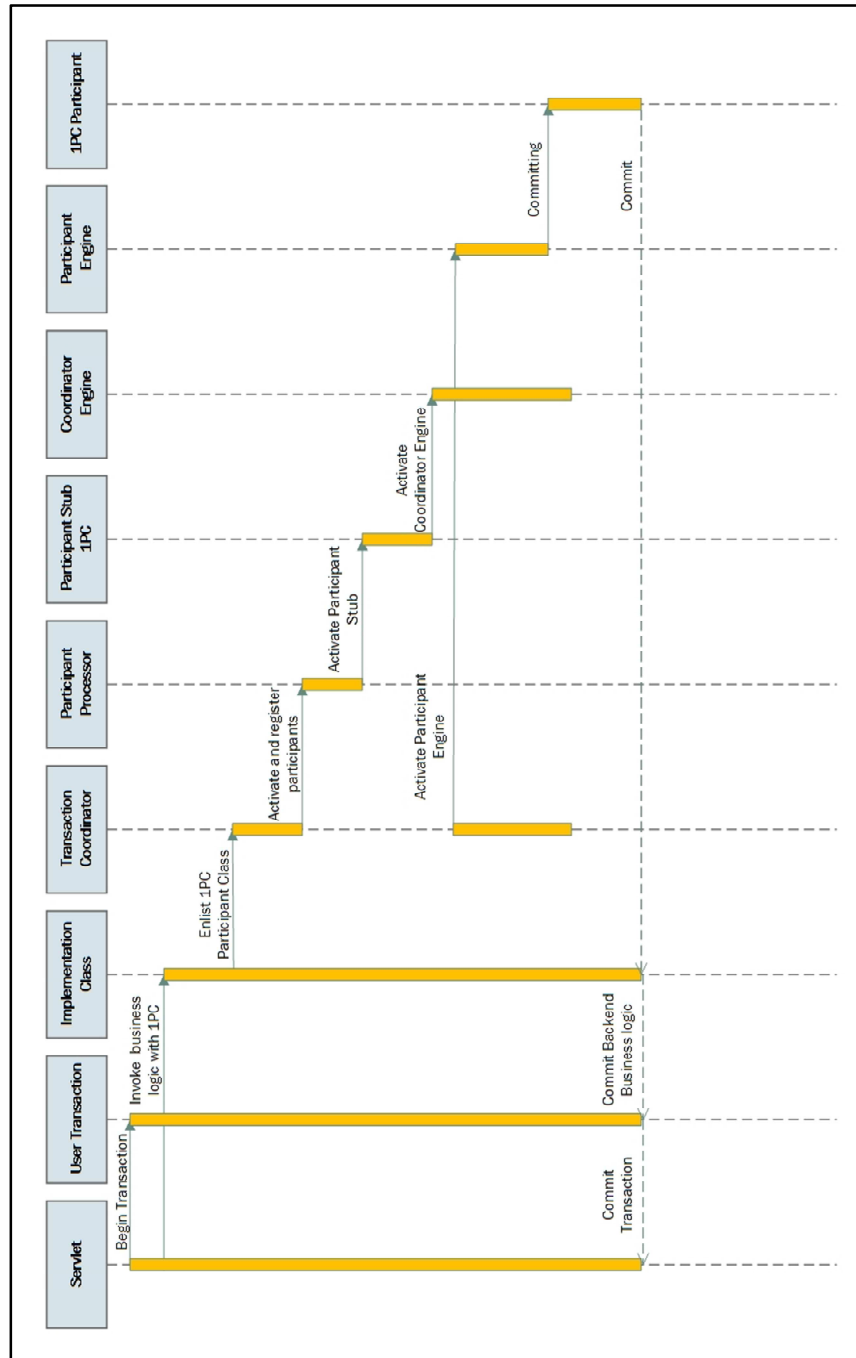 Servlet
User Transaction
Implementation
Class
Transaction
Coordinator
Participant
Processor
Participant Stub
1PC
Coordinator
Engine
Participant
Engine
1PC Participant
Begin Transaction
Invoke business
logic with 1PC
Enlist 1PC
Participant Class
Activate and register
participants
Activate Participant
Stub
Activate
Coordinator Engine
Activate Participant
Engine
Committing
Commit
Commit Backend
Business logic
Commit
Transaction